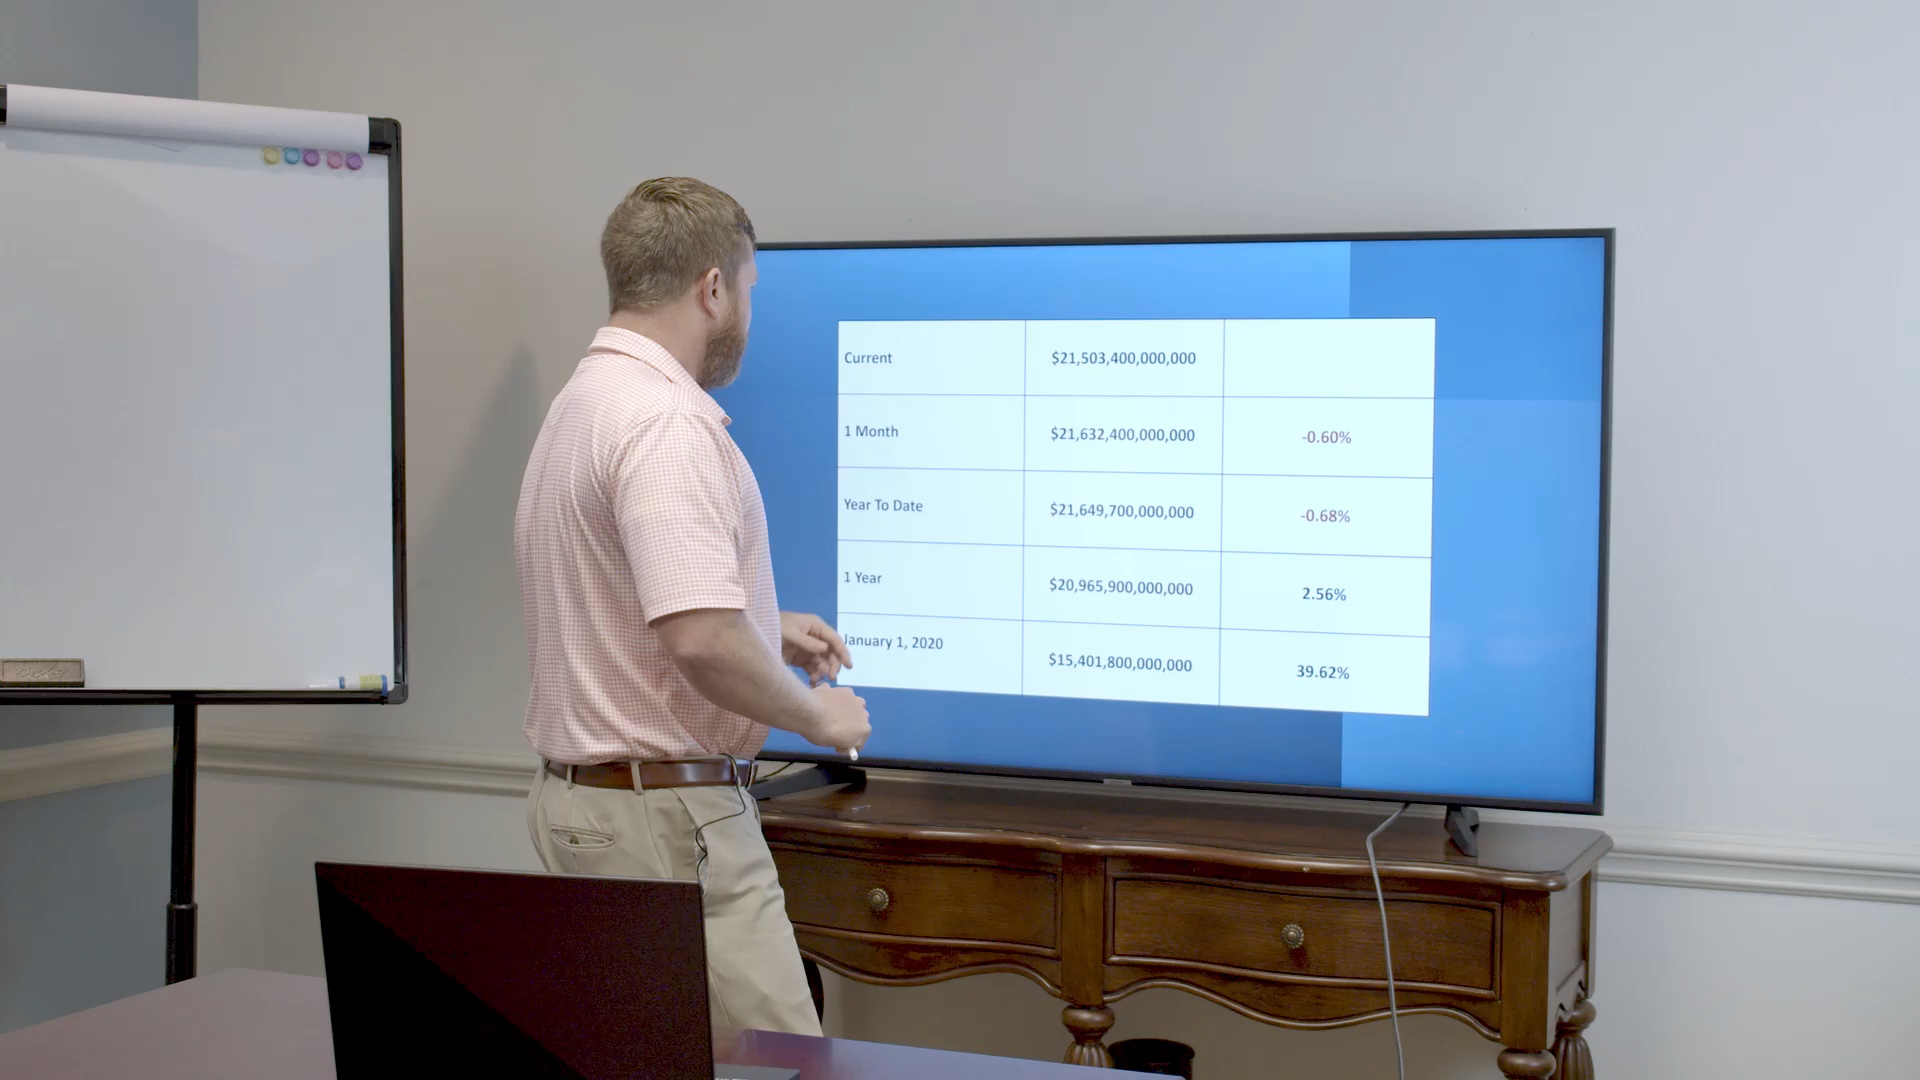 Current $21,503,400,000,000
1 Month $21,632,400,000,000 -0.60%
Year To Date $21,649,700,000,000 -0.68%
1 Year $20,965,900,000,000 2.56%
January 1, 2020 $15,401,800,000,000 39.62%